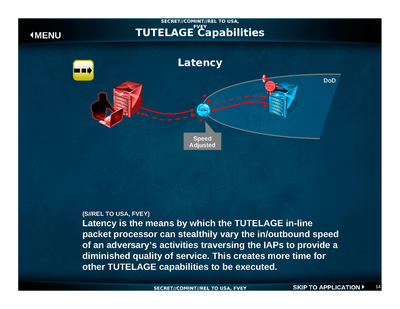 SECRET//COMINT//REL TO USA,
FVEY
MENU
TUTELAGE Capabilities
Latency
DoD
Speed
Adjusted
(S//REL TO USA, FVEY)
Latency is the means by which the TUTELAGE in-line
packet processor can stealthily vary the in/outbound speed
of an adversary's activities traversing the IAPs to provide a
diminished quality of service. This creates more time for
other TUTELAGE capabilities to be executed.
SECRET//COMINT//REL TO USA, FVEY
SKIP TO APPLICATION
14